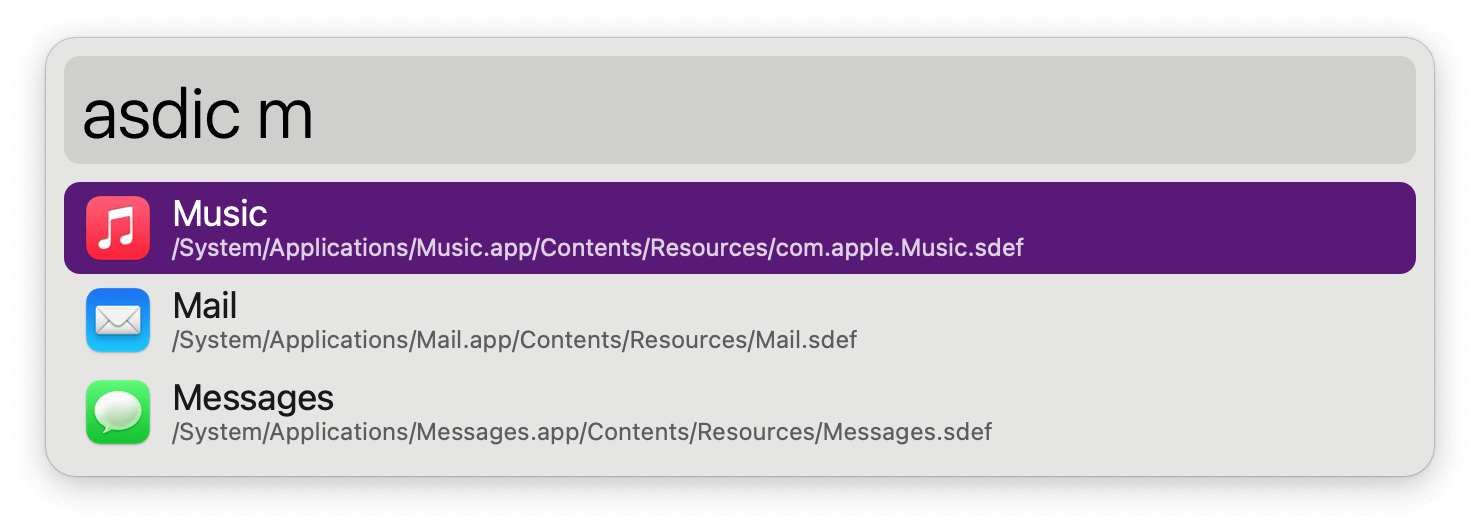 asdic m
Music
/System/Applications/Music.app/Contents/Resources/com.apple.Music.sdef
Mail
/System/Applications/Mail.app/Contents/Resources/Mail.sdef
Messages
/System/Applications/Messages.app/Contents/Resources/Messages.sdef